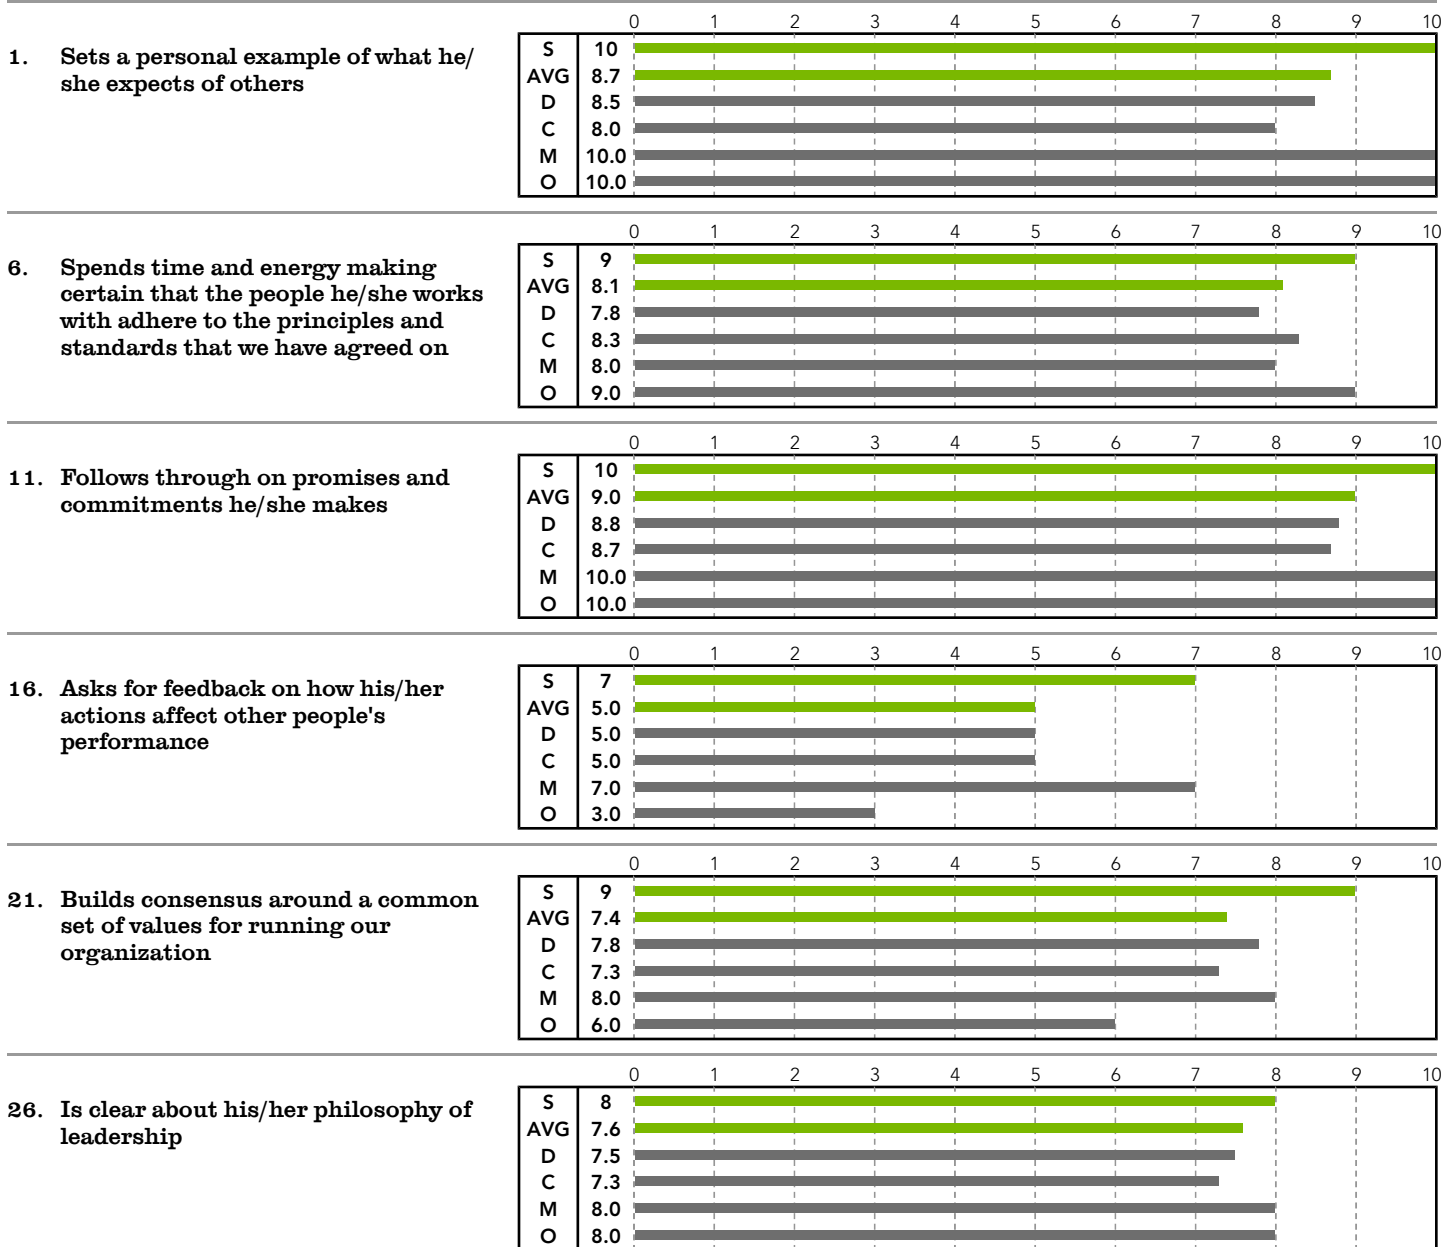 0 1 2 3 4 5 6 7 8 9 10
1. Sets a personal example of what he/
she expects of others
S 10
AVG 8.7
D 8.5
C 8.0
M 10.0
O 10.0
0 1 2 3 4 5 6 7 8 9 10
6. Spends time and energy making
certain that the people he/she works
with adhere to the principles and
standards that we have agreed on
S 9
AVG 8.1
D 7.8
C 8.3
M 8.0
O 9.0
0 1 2 3 4 5 6 7 8 9 10
11. Follows through on promises and
commitments he/she makes
S 10
AVG 9.0
D 8.8
C 8.7
M 10.0
O 10.0
0 1 2 3 4 5 6 7 8 9 10
16. Asks for feedback on how his/her
actions affect other people's
performance
S 7
AVG 5.0
D 5.0
C 5.0
M 7.0
O 3.0
0 1 2 3 4 5 6 7 8 9 10
21. Builds consensus around a common
set of values for running our
organization
S 9
AVG 7.4
D 7.8
C 7.3
M 8.0
O 6.0
0 1 2 3 4 5 6 7 8 9 10
26. Is clear about his/her philosophy of
leadership
S 8
AVG 7.6
D 7.5
C 7.3
M 8.0
O 8.0